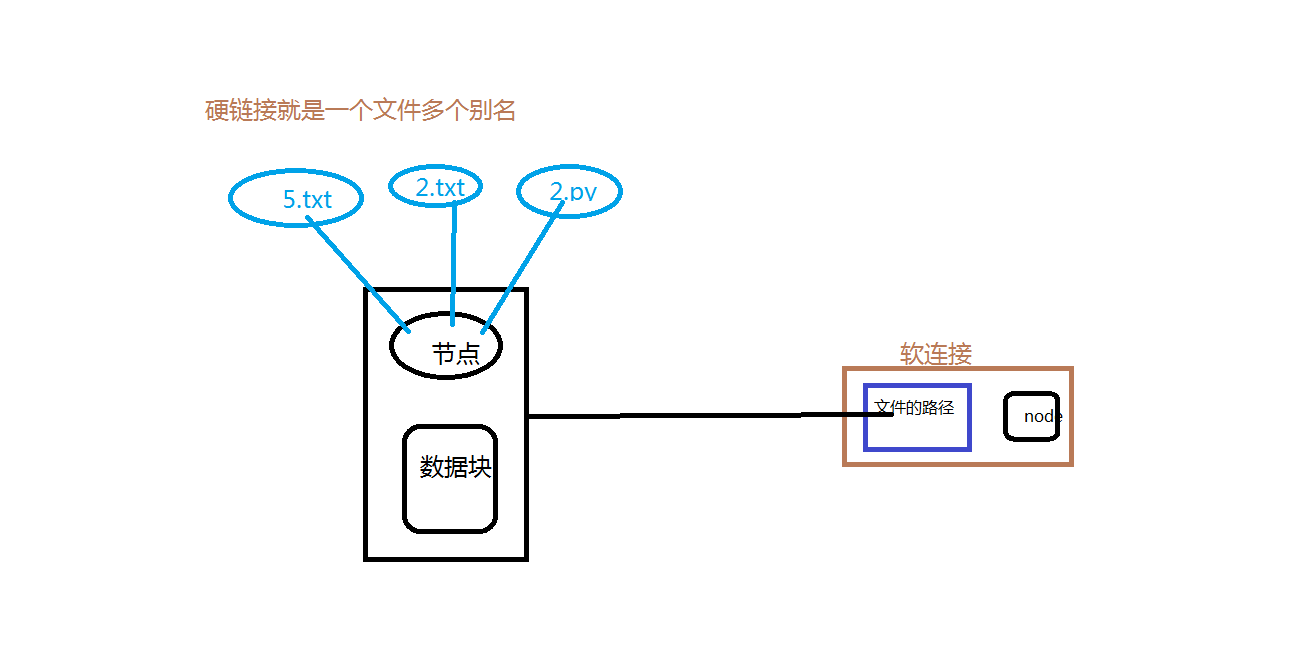 硬链接就是一个文件多个别名
5.txt
2.txt
2.pv
节点
软连接
文件的路径
node
数据块